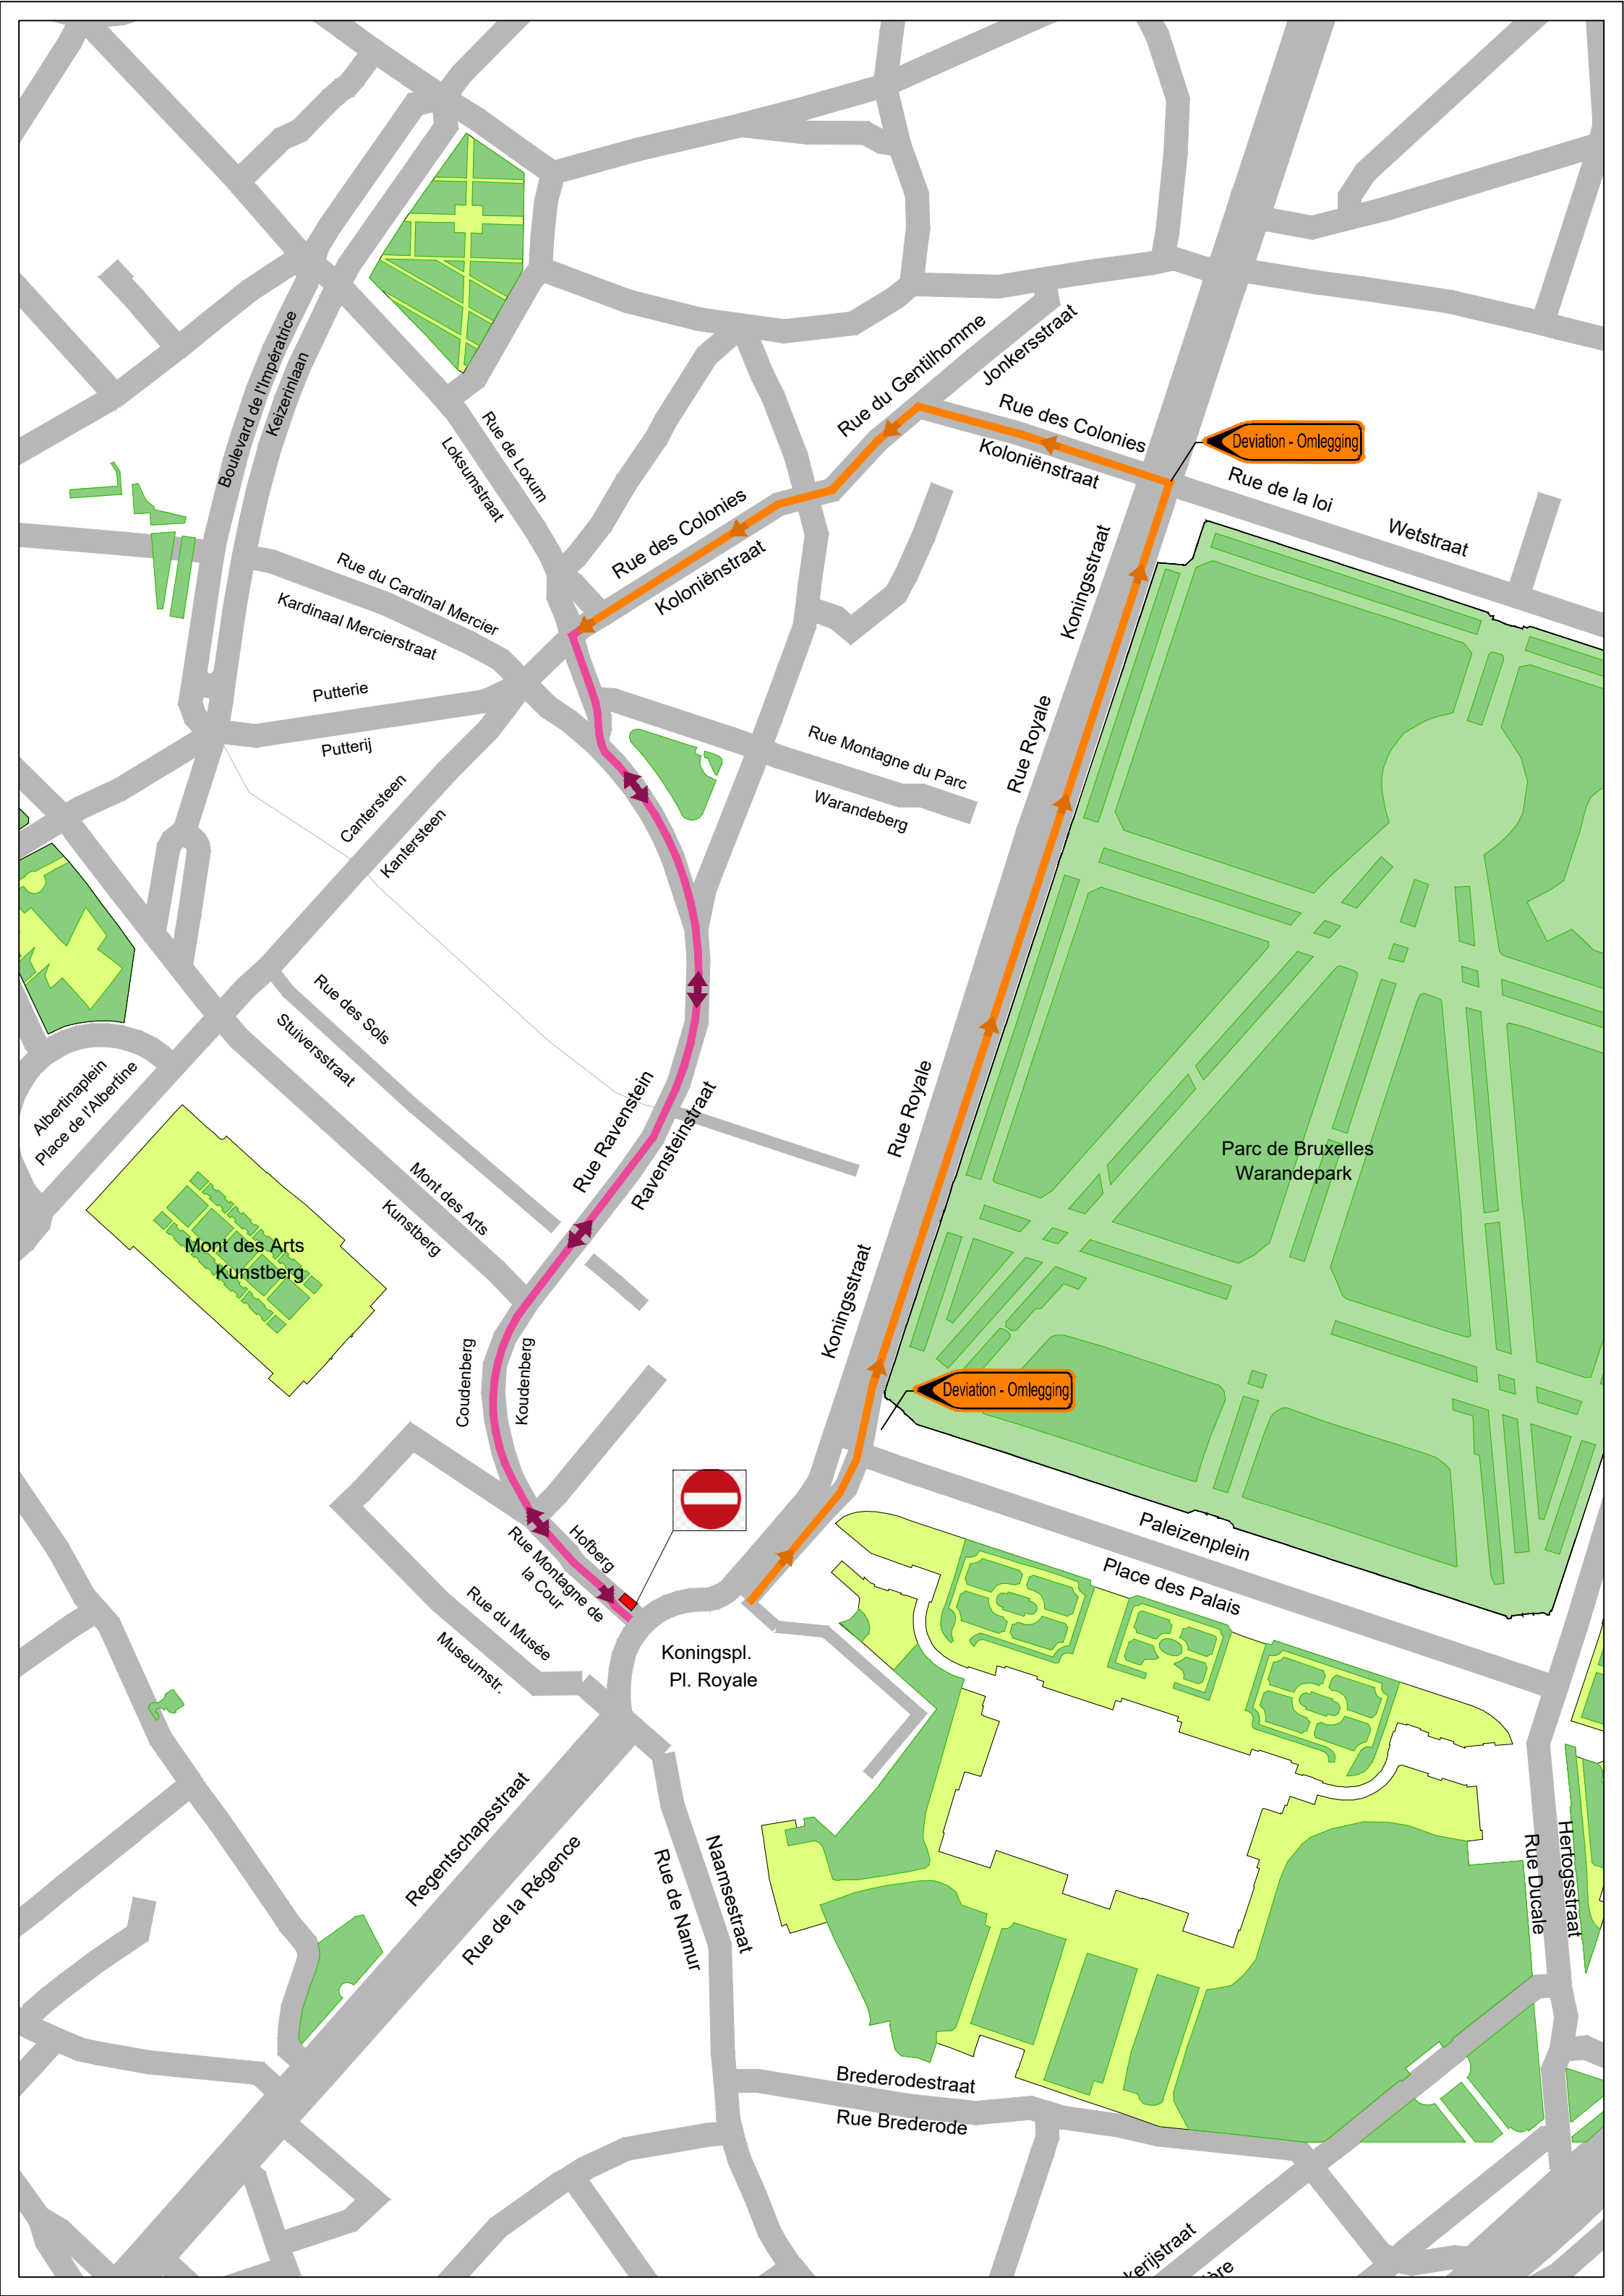 Boulevard de l'Impératrice
Keizerinlaan
Rue de Loxum
Loksumstraat
Rue du Gentilhomme
Jonkersstraat
Rue des Colonies
Koloniënstraat
Deviation - Omlegging
Rue de la loi
Wetstraat
Rue des Colonies
Koloniënstraat
Rue du Cardinal Mercier
Kardinaal Mercierstraat
Koningsstraat
Putterie
Putterij
Rue Royale
Rue Montagne du Parc
Warandeberg
Cantersteen
Kantersteen
Rue des Sols
Stuiversstraat
Albertinaplein
Place de l'Albertine
Rue Ravenstein
Ravensteinstraat
Rue Royale
Parc de Bruxelles
Warandepark
Mont des Arts
Kunstberg
Mont des Arts
Kunstberg
Koningsstraat
Coudenberg
Koudenberg
Deviation - Omlegging
Hofberg
Rue Montagne de
la Cour
Paleizenplein
Place des Palais
Rue du Musée
Museumstr.
Koningspl.
Pl. Royale
Regentschapsstraat
Rue de la Régence
Naamsestraat
Rue de Namur
Hertogsstraat
Rue Ducale
Brederodestraat
Rue Brederode
kerijstraat
ère